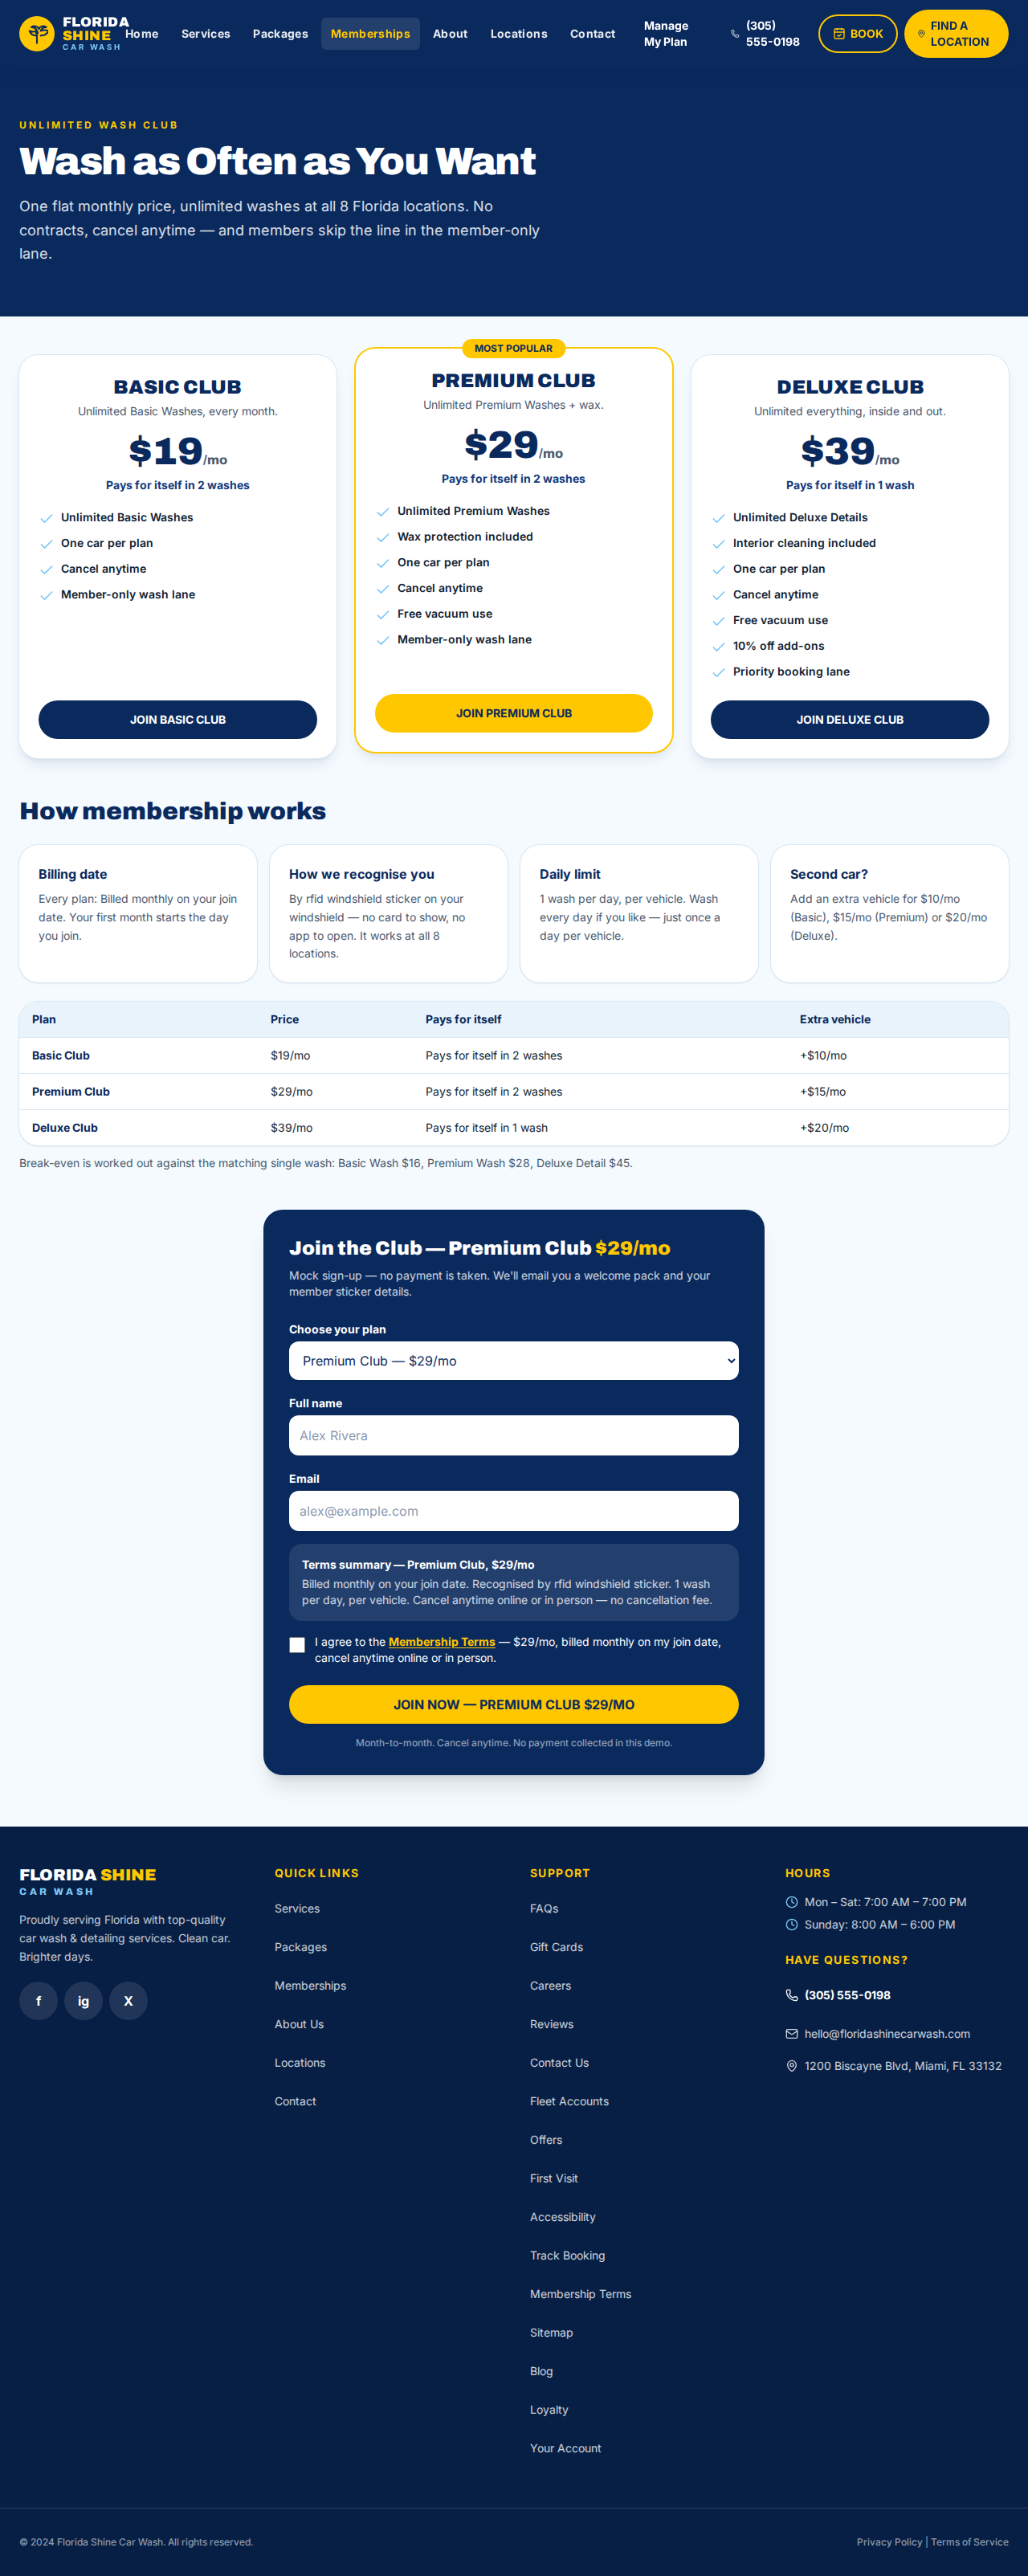 FLORIDA
SHINE
CAR WASH
Home
Services
Packages
Memberships
About
Locations
Contact
Manage
My Plan
(305)
555-0198
BOOK
FIND A
LOCATION
UNLIMITED WASH CLUB
Wash as Often as You Want
One flat monthly price, unlimited washes at all 8 Florida locations. No
contracts, cancel anytime — and members skip the line in the member-only
lane.
BASIC CLUB
Unlimited Basic Washes, every month.
$19/mo
Pays for itself in 2 washes
Unlimited Basic Washes
One car per plan
Cancel anytime
Member-only wash lane
JOIN BASIC CLUB
MOST POPULAR
PREMIUM CLUB
Unlimited Premium Washes + wax.
$29/mo
Pays for itself in 2 washes
Unlimited Premium Washes
Wax protection included
One car per plan
Cancel anytime
Free vacuum use
Member-only wash lane
JOIN PREMIUM CLUB
DELUXE CLUB
Unlimited everything, inside and out.
$39/mo
Pays for itself in 1 wash
Unlimited Deluxe Details
Interior cleaning included
One car per plan
Cancel anytime
Free vacuum use
10% off add-ons
Priority booking lane
JOIN DELUXE CLUB
How membership works
Billing date
Every plan: Billed monthly on your join
date. Your first month starts the day
you join.
How we recognise you
By rfid windshield sticker on your
windshield — no card to show, no
app to open. It works at all 8
locations.
Daily limit
1 wash per day, per vehicle. Wash
every day if you like — just once a
day per vehicle.
Second car?
Add an extra vehicle for $10/mo
(Basic), $15/mo (Premium) or $20/mo
(Deluxe).
Plan Price Pays for itself Extra vehicle
Basic Club $19/mo Pays for itself in 2 washes +$10/mo
Premium Club $29/mo Pays for itself in 2 washes +$15/mo
Deluxe Club $39/mo Pays for itself in 1 wash +$20/mo
Break-even is worked out against the matching single wash: Basic Wash $16, Premium Wash $28, Deluxe Detail $45.
Join the Club — Premium Club $29/mo
Mock sign-up — no payment is taken. We'll email you a welcome pack and your
member sticker details.
Choose your plan
Premium Club — $29/mo
Full name
Alex Rivera
Email
alex@example.com
Terms summary — Premium Club, $29/mo
Billed monthly on your join date. Recognised by rfid windshield sticker. 1 wash
per day, per vehicle. Cancel anytime online or in person — no cancellation fee.
I agree to the Membership Terms — $29/mo, billed monthly on my join date,
cancel anytime online or in person.
JOIN NOW — PREMIUM CLUB $29/MO
Month-to-month. Cancel anytime. No payment collected in this demo.
FLORIDA SHINE
CAR WASH
Proudly serving Florida with top-quality
car wash & detailing services. Clean car.
Brighter days.
f
ig
X
QUICK LINKS
Services
Packages
Memberships
About Us
Locations
Contact
SUPPORT
FAQs
Gift Cards
Careers
Reviews
Contact Us
Fleet Accounts
Offers
First Visit
Accessibility
Track Booking
Membership Terms
Sitemap
Blog
Loyalty
Your Account
HOURS
Mon – Sat: 7:00 AM – 7:00 PM
Sunday: 8:00 AM – 6:00 PM
HAVE QUESTIONS?
(305) 555-0198
hello@floridashinecarwash.com
1200 Biscayne Blvd, Miami, FL 33132
© 2024 Florida Shine Car Wash. All rights reserved.
Privacy Policy | Terms of Service